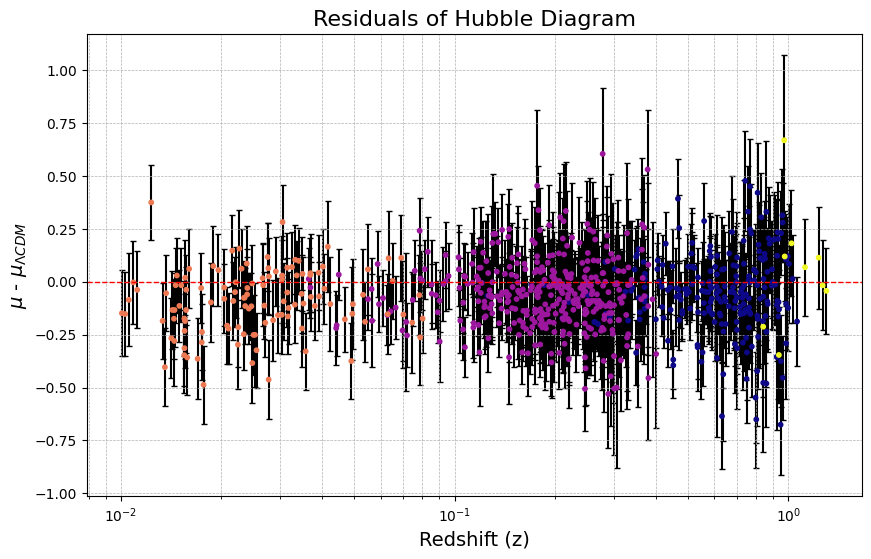 Residuals of Hubble Diagram
μ - μΛCDM
1.00
0.75
0.50
0.25
0.00
−0.25
−0.50
−0.75
−1.00
10⁻² 10⁻¹ 10⁰
Redshift (z)